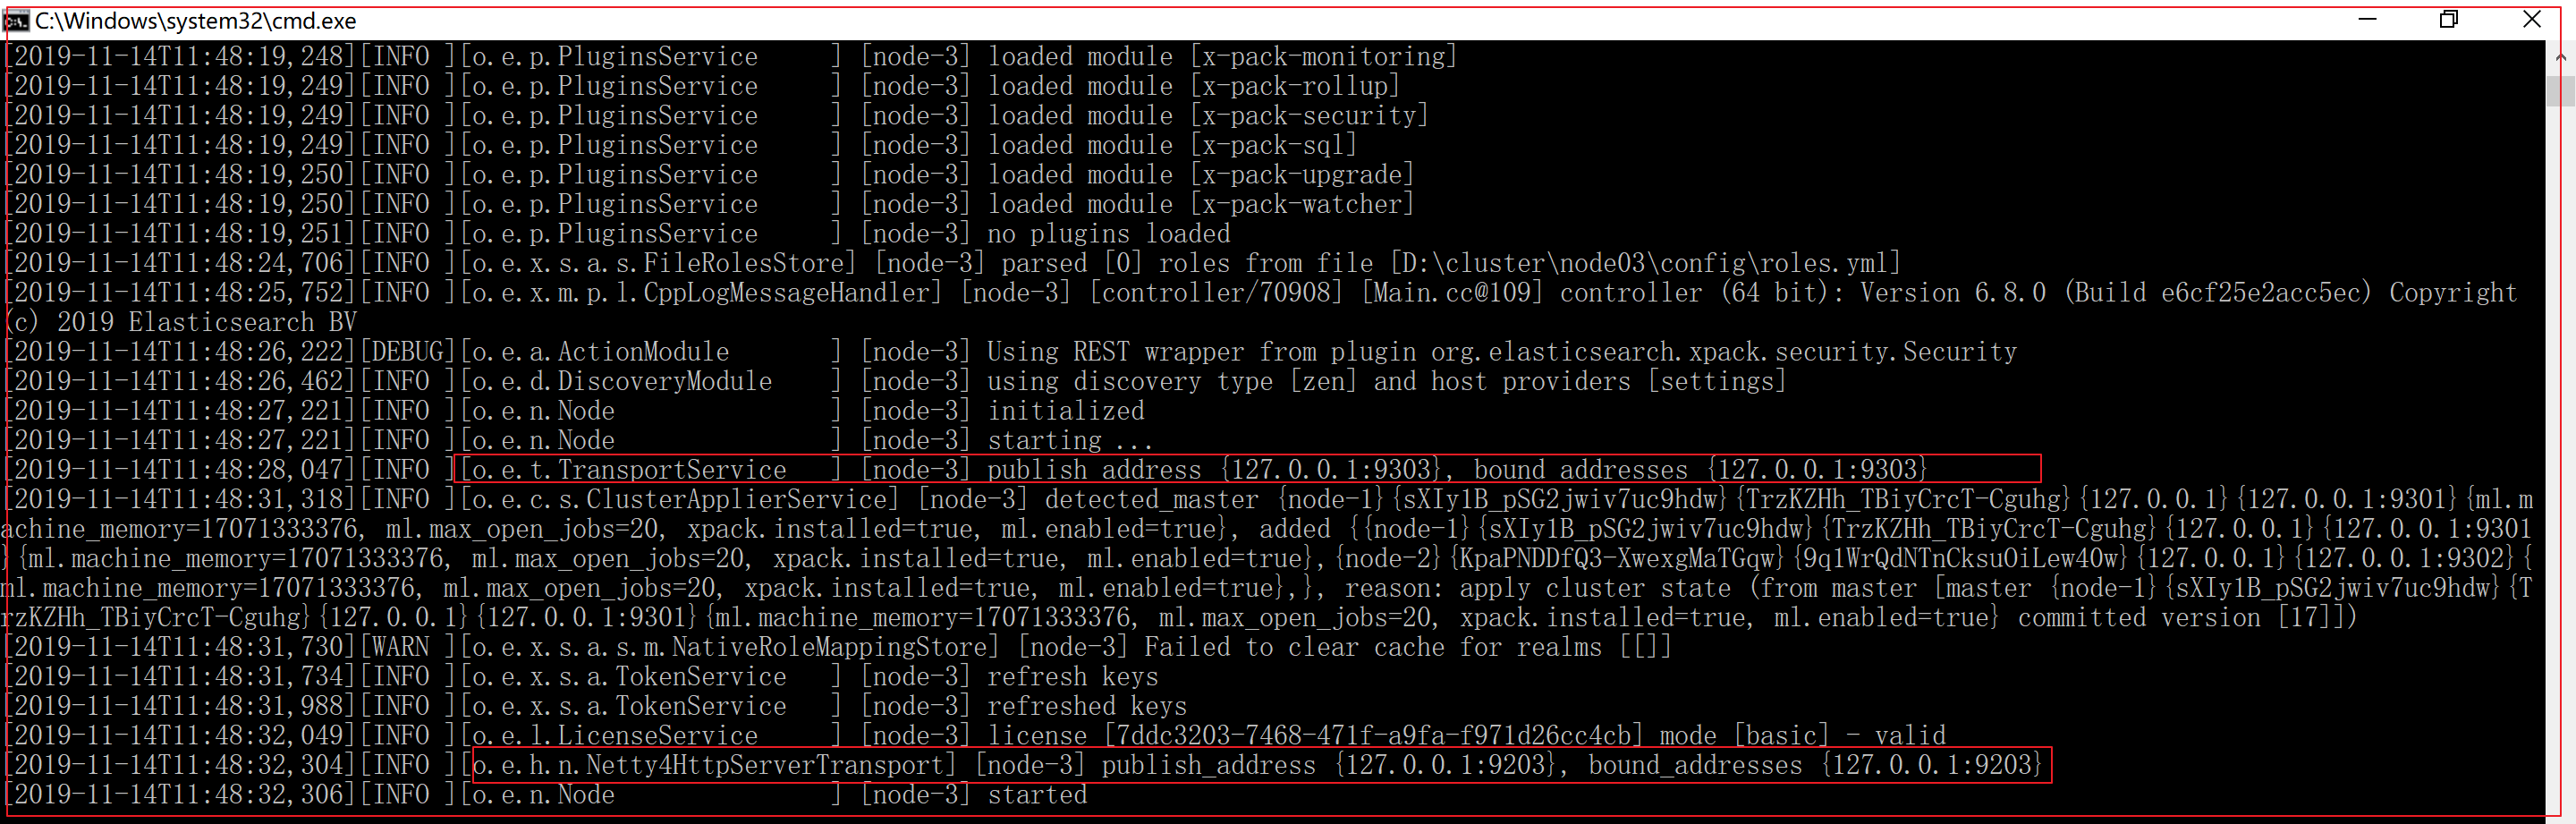 C:\Windows\system32\cmd.exe
[2019-11-14T11:48:19,248][INFO ][o.e.p.PluginsService     ] [node-3] loaded module [x-pack-monitoring]
[2019-11-14T11:48:19,249][INFO ][o.e.p.PluginsService     ] [node-3] loaded module [x-pack-rollup]
[2019-11-14T11:48:19,249][INFO ][o.e.p.PluginsService     ] [node-3] loaded module [x-pack-security]
[2019-11-14T11:48:19,249][INFO ][o.e.p.PluginsService     ] [node-3] loaded module [x-pack-sql]
[2019-11-14T11:48:19,250][INFO ][o.e.p.PluginsService     ] [node-3] loaded module [x-pack-upgrade]
[2019-11-14T11:48:19,250][INFO ][o.e.p.PluginsService     ] [node-3] loaded module [x-pack-watcher]
[2019-11-14T11:48:19,251][INFO ][o.e.p.PluginsService     ] [node-3] no plugins loaded
[2019-11-14T11:48:24,706][INFO ][o.e.x.s.a.s.FileRolesStore] [node-3] parsed [0] roles from file [D:\cluster\node03\config\roles.yml]
[2019-11-14T11:48:25,752][INFO ][o.e.x.m.p.l.CppLogMessageHandler] [node-3] [controller/70908] [Main.cc@109] controller (64 bit): Version 6.8.0 (Build e6cf25e2acc5ec) Copyright
(c) 2019 Elasticsearch BV
[2019-11-14T11:48:26,222][DEBUG][o.e.a.ActionModule       ] [node-3] Using REST wrapper from plugin org.elasticsearch.xpack.security.Security
[2019-11-14T11:48:26,462][INFO ][o.e.d.DiscoveryModule    ] [node-3] using discovery type [zen] and host providers [settings]
[2019-11-14T11:48:27,221][INFO ][o.e.n.Node               ] [node-3] initialized
[2019-11-14T11:48:27,221][INFO ][o.e.n.Node               ] [node-3] starting ...
[2019-11-14T11:48:28,047][INFO ][o.e.t.TransportService   ] [node-3] publish_address {127.0.0.1:9303}, bound_addresses {127.0.0.1:9303}
[2019-11-14T11:48:31,318][INFO ][o.e.c.s.ClusterApplierService] [node-3] detected_master {node-1}{sXIy1B_pSG2jwiv7uc9hdw}{TrzKZHh_TBiyCrcT-Cguhg}{127.0.0.1}{127.0.0.1:9301}{ml.m
achine_memory=17071333376, ml.max_open_jobs=20, xpack.installed=true, ml.enabled=true}, added {{node-1}{sXIy1B_pSG2jwiv7uc9hdw}{TrzKZHh_TBiyCrcT-Cguhg}{127.0.0.1}{127.0.0.1:9301
}{ml.machine_memory=17071333376, ml.max_open_jobs=20, xpack.installed=true, ml.enabled=true},{node-2}{KpaPNDDfQ3-XwexgMaTGqw}{9q1WrQdNTnCksuOiLew40w}{127.0.0.1}{127.0.0.1:9302}{
ml.machine_memory=17071333376, ml.max_open_jobs=20, xpack.installed=true, ml.enabled=true},}, reason: apply cluster state (from master [master {node-1}{sXIy1B_pSG2jwiv7uc9hdw}{T
rzKZHh_TBiyCrcT-Cguhg}{127.0.0.1}{127.0.0.1:9301}{ml.machine_memory=17071333376, ml.max_open_jobs=20, xpack.installed=true, ml.enabled=true} committed version [17]])
[2019-11-14T11:48:31,730][WARN ][o.e.x.s.a.s.m.NativeRoleMappingStore] [node-3] Failed to clear cache for realms [[]]
[2019-11-14T11:48:31,734][INFO ][o.e.x.s.a.TokenService   ] [node-3] refresh keys
[2019-11-14T11:48:31,988][INFO ][o.e.x.s.a.TokenService   ] [node-3] refreshed keys
[2019-11-14T11:48:32,049][INFO ][o.e.l.LicenseService     ] [node-3] license [7ddc3203-7468-471f-a9fa-f971d26cc4cb] mode [basic] - valid
[2019-11-14T11:48:32,304][INFO ][o.e.h.n.Netty4HttpServerTransport] [node-3] publish_address {127.0.0.1:9203}, bound_addresses {127.0.0.1:9203}
[2019-11-14T11:48:32,306][INFO ][o.e.n.Node               ] [node-3] started